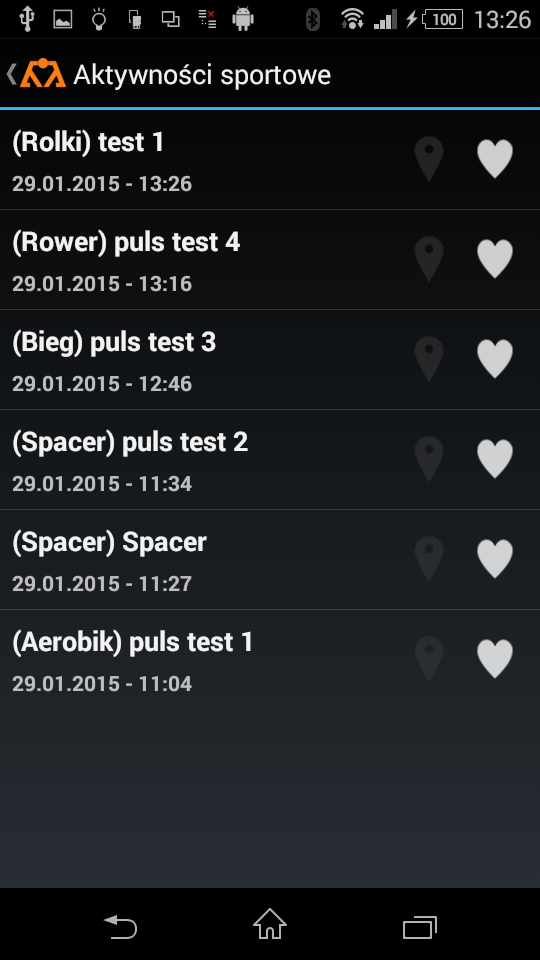 100 13:26
Aktywności sportowe
(Rolki) test 1
29.01.2015 - 13:26
(Rower) puls test 4
29.01.2015 - 13:16
(Bieg) puls test 3
29.01.2015 - 12:46
(Spacer) puls test 2
29.01.2015 - 11:34
(Spacer) Spacer
29.01.2015 - 11:27
(Aerobik) puls test 1
29.01.2015 - 11:04